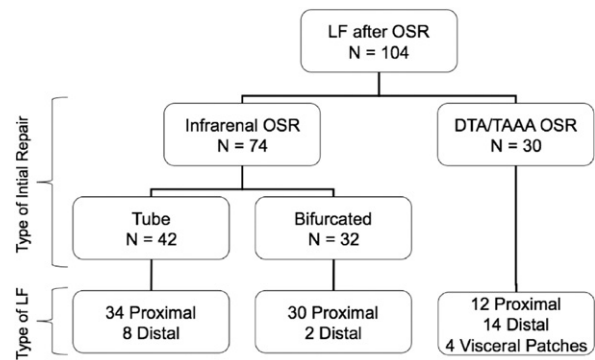 LF after OSR
N = 104
Type of Intial Repair
Infrarenal OSR
N = 74
DTA/TAAA OSR
N = 30
Tube
N = 42
Bifurcated
N = 32
Type of LF
34 Proximal
8 Distal
30 Proximal
2 Distal
12 Proximal
14 Distal
4 Visceral Patches